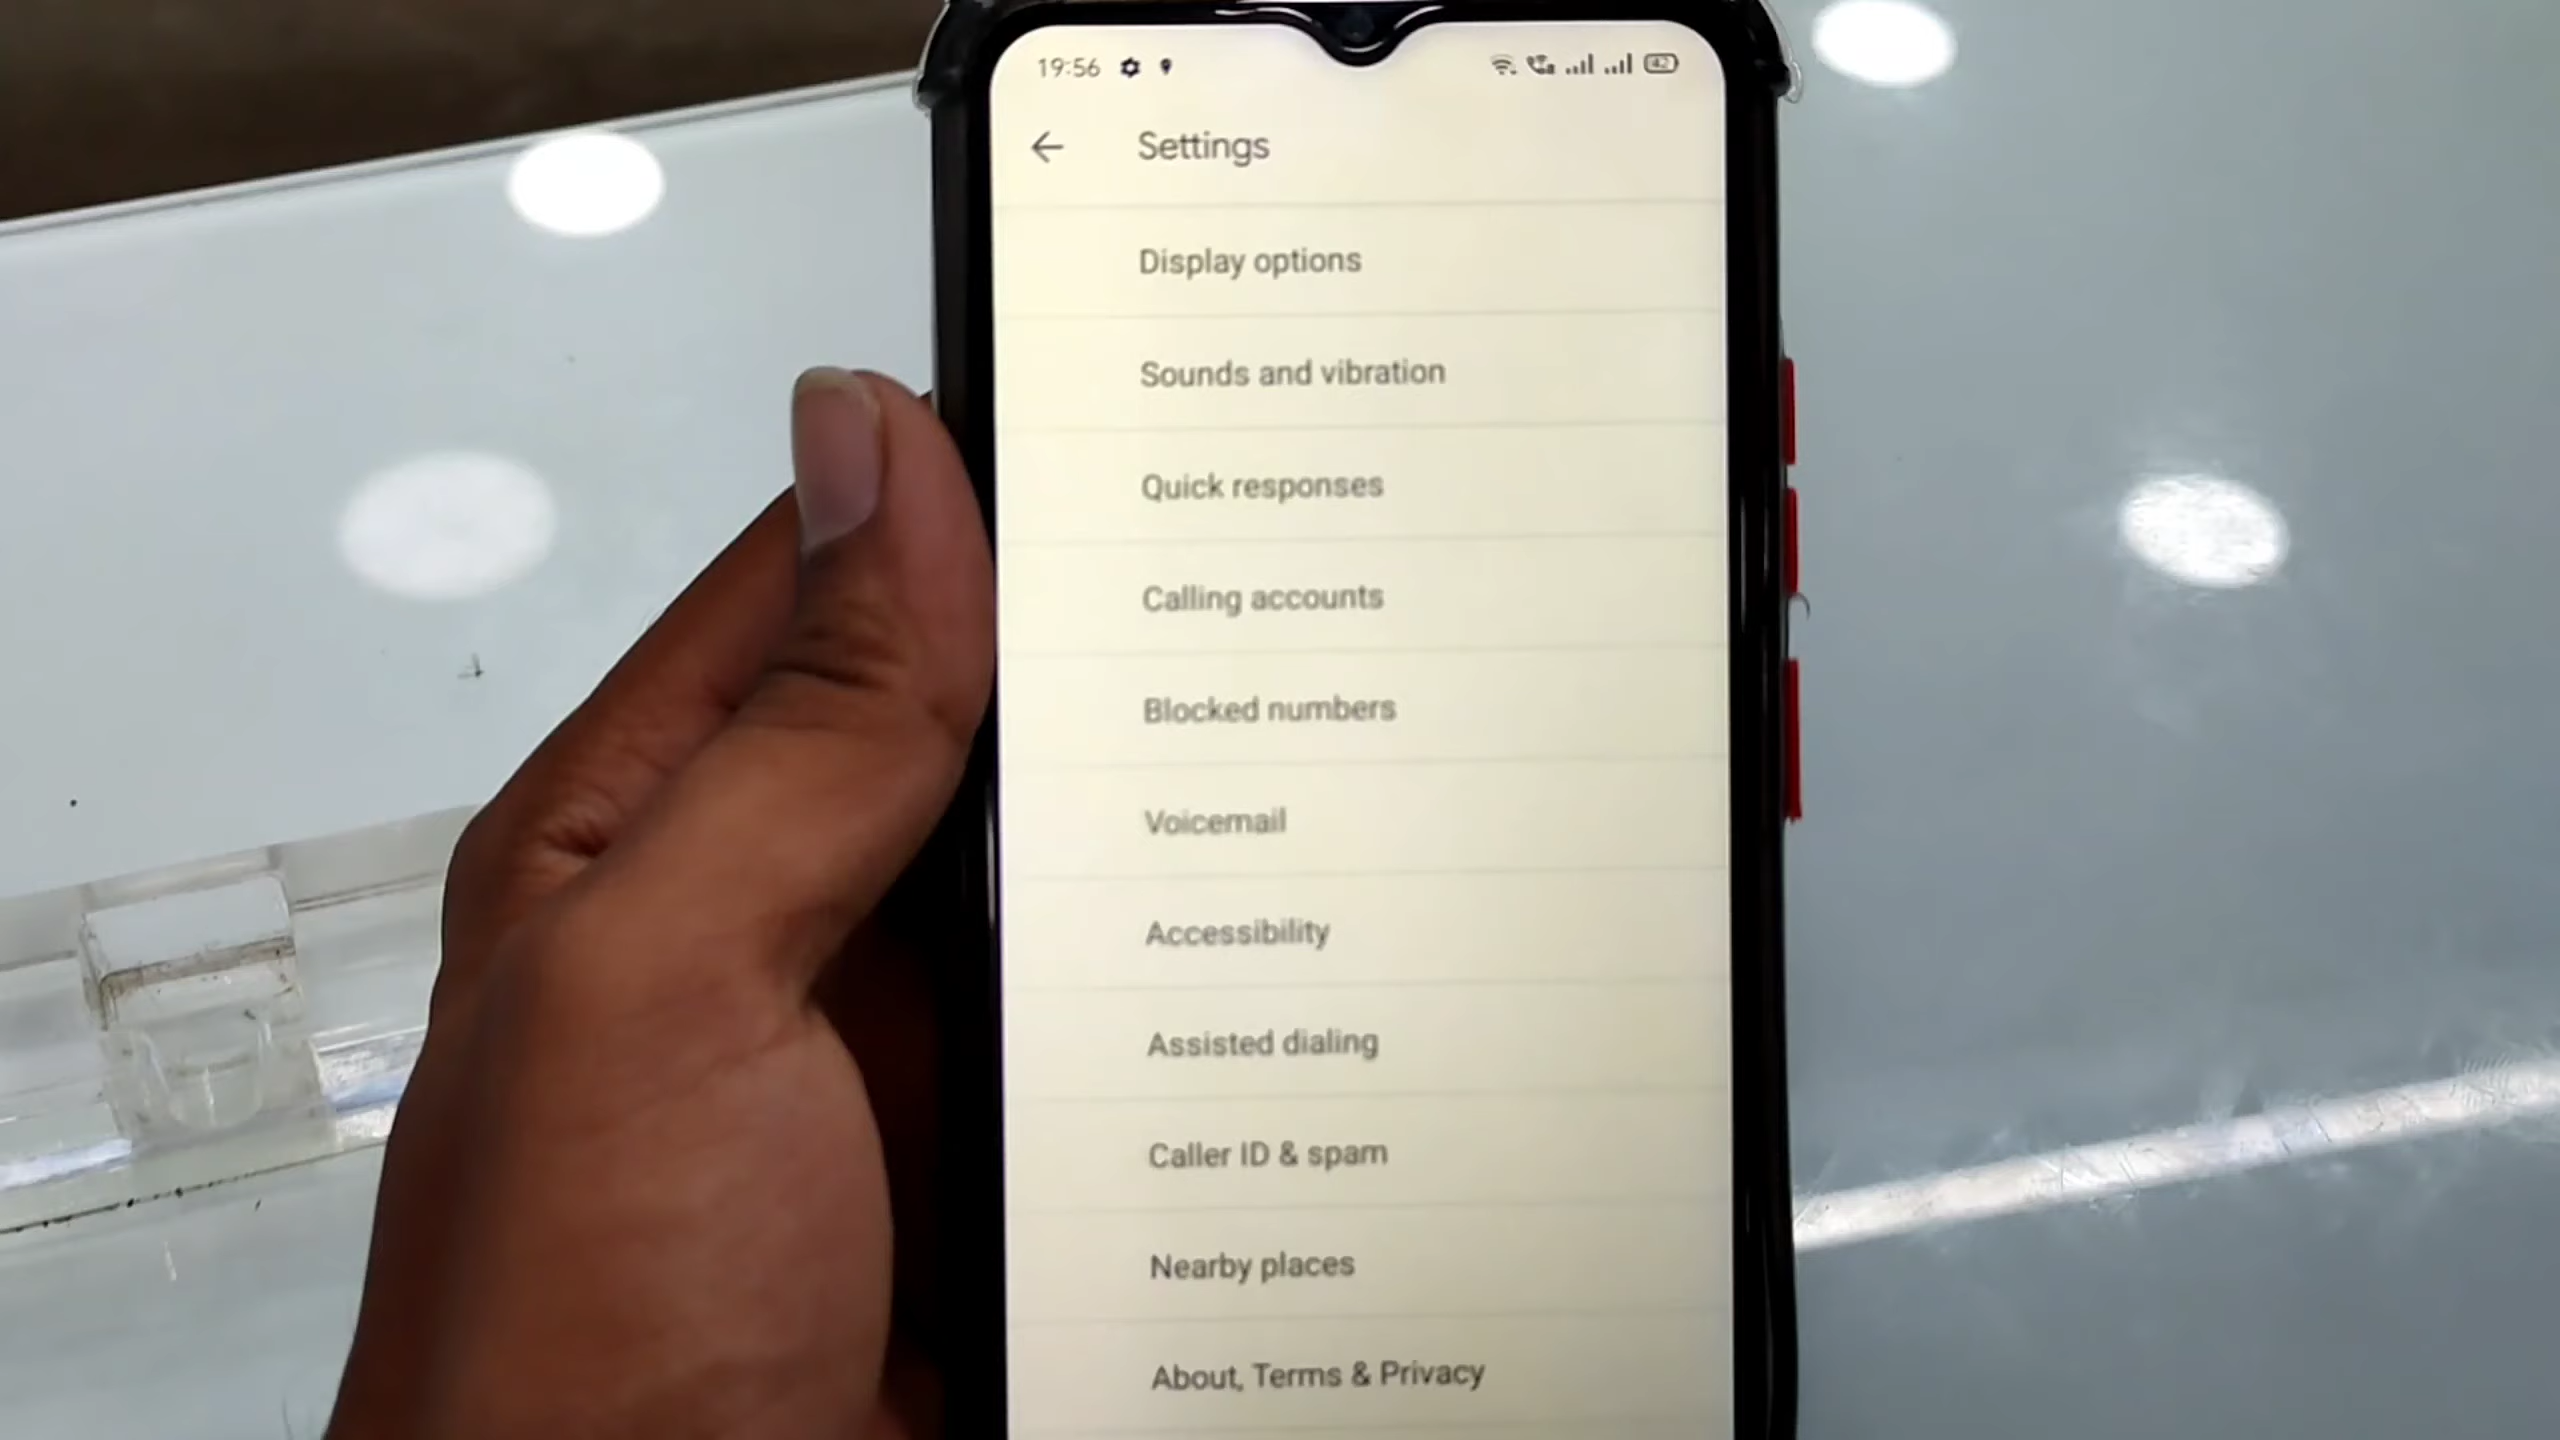 19:56 42
Settings
Display options
Sounds and vibration
Quick responses
Calling accounts
Blocked numbers
Voicemail
Accessibility
Assisted dialing
Caller ID & spam
Nearby places
About, Terms & Privacy